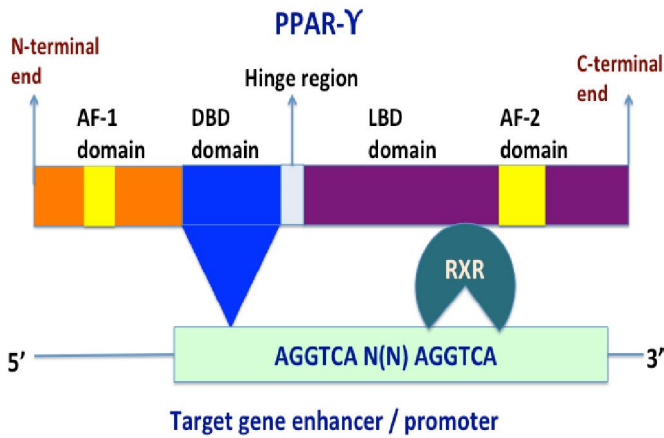 PPAR-ϒ
N-terminal
end
C-terminal
end
Hinge region
AF-1
domain
DBD
domain
LBD
domain
AF-2
domain
RXR
AGGTCA N(N) AGGTCA
5’
3’
Target gene enhancer / promoter